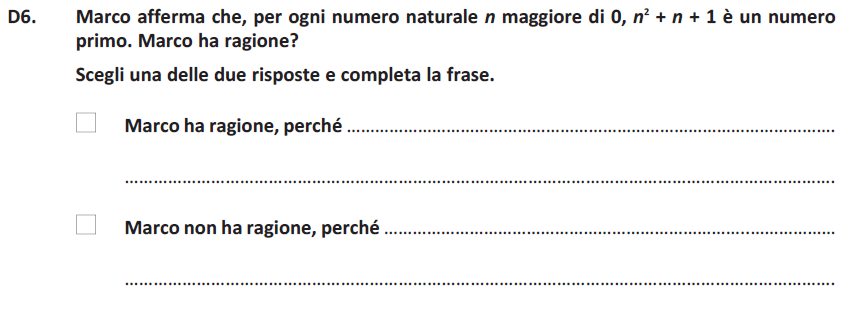 D6. Marco afferma che, per ogni numero naturale n maggiore di 0, n² + n + 1 è un numero
primo. Marco ha ragione?
Scegli una delle due risposte e completa la frase.
Marco ha ragione, perché ...........................................................................................
...........................................................................................
Marco non ha ragione, perché ...........................................................................................
...........................................................................................